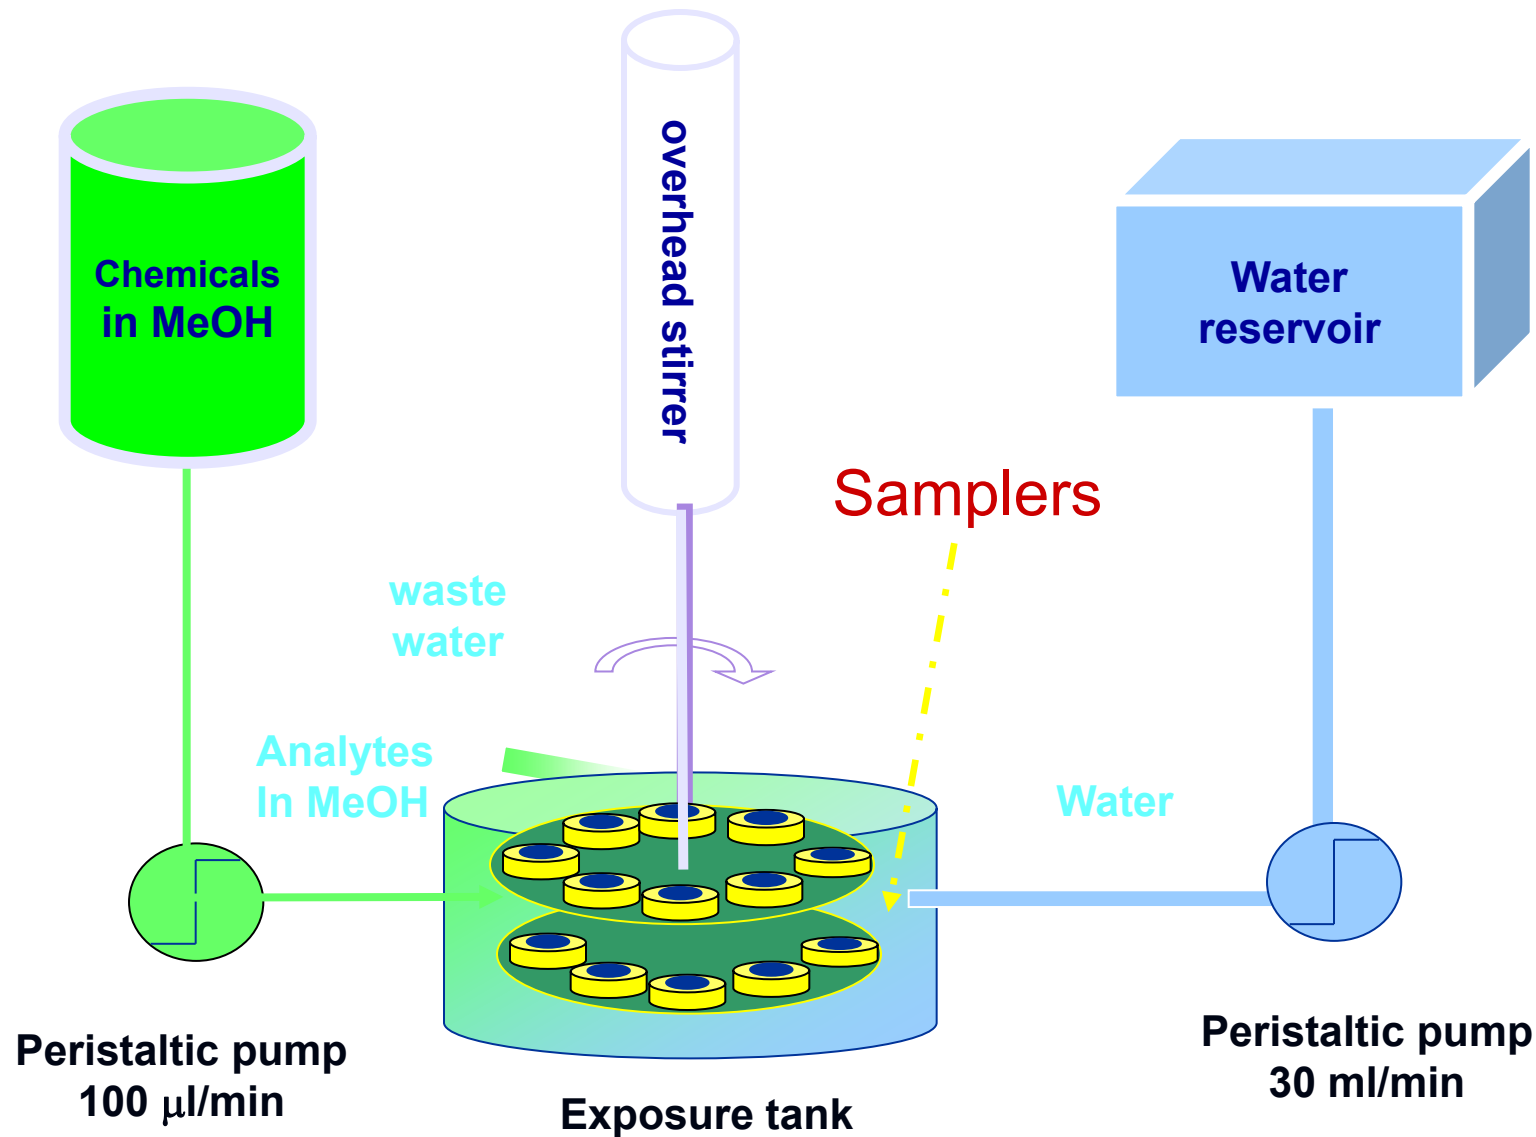 overhead stirrer
Chemicals
in MeOH
Water
reservoir
Samplers
waste
water
Analytes
In MeOH
Water
Peristaltic pump
100 μl/min
Exposure tank
Peristaltic pump
30 ml/min